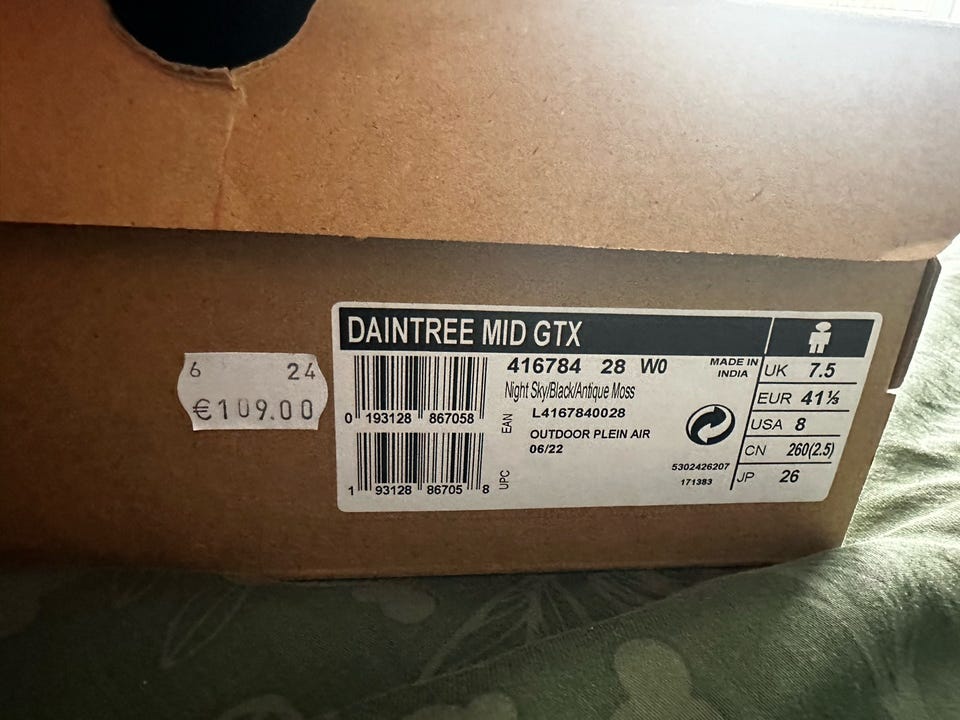 DAINTREE MID GTX
6 24
€109.00
0 193128 867058
EAN
1 93128 86705 8
UPC
416784 28 W0
Night Sky/Black/Antique Moss
L4167840028
OUTDOOR PLEIN AIR
06/22
MADE IN
INDIA
5302426207
171383
UK 7.5
EUR 41⅓
USA 8
CN 260(2.5)
JP 26